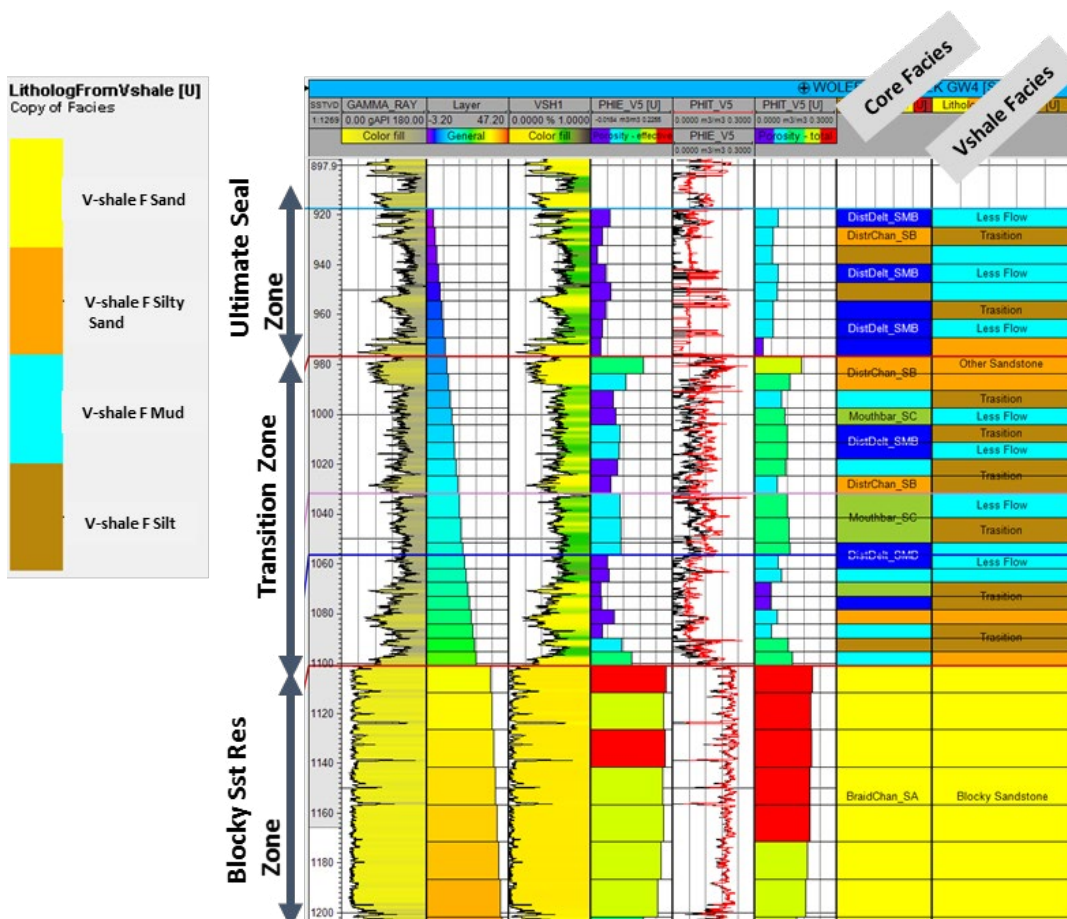 LithologFromVshale [U]
Copy of Facies
V-shale F Sand
V-shale F Silty
Sand
V-shale F Mud
V-shale F Silt
Core Facies
Vshale Facies
SSTVD GAMMA_RAY Layer VSH1 PHIE_V5 [U] PHIT_V5 PHIT_V5 [U]
1:1269 0.00 gAPI 180.00 -3.20 47.20 0.0000 % 1.0000 0.0000 m3/m3 0.3000 0.0000 m3/m3 0.3000
Color fill General Color fill Porosity - effective PHIE_V5 Porosity - total
0.0000 m3/m3 0.3000
897.9
920
940
960
980
1000
1020
1040
1060
1080
1100
1120
1140
1160
1180
1200
Ultimate Seal
Zone
Transition Zone
Blocky Sst Res
Zone
DistDelt_SMB Less Flow
DistrChan_SB Trasition
DistDelt_SMB Less Flow
Trasition
DistDelt_SMB Less Flow
Other Sandstone
DistrChan_SB
Trasition
Mouthbar_SC Less Flow
Trasition
DistDelt_SMB
Less Flow
Trasition
DistrChan_SB
Less Flow
Mouthbar_SC
Trasition
DistDelt_SMB
Less Flow
Trasition
Trasition
BraidChan_SA Blocky Sandstone